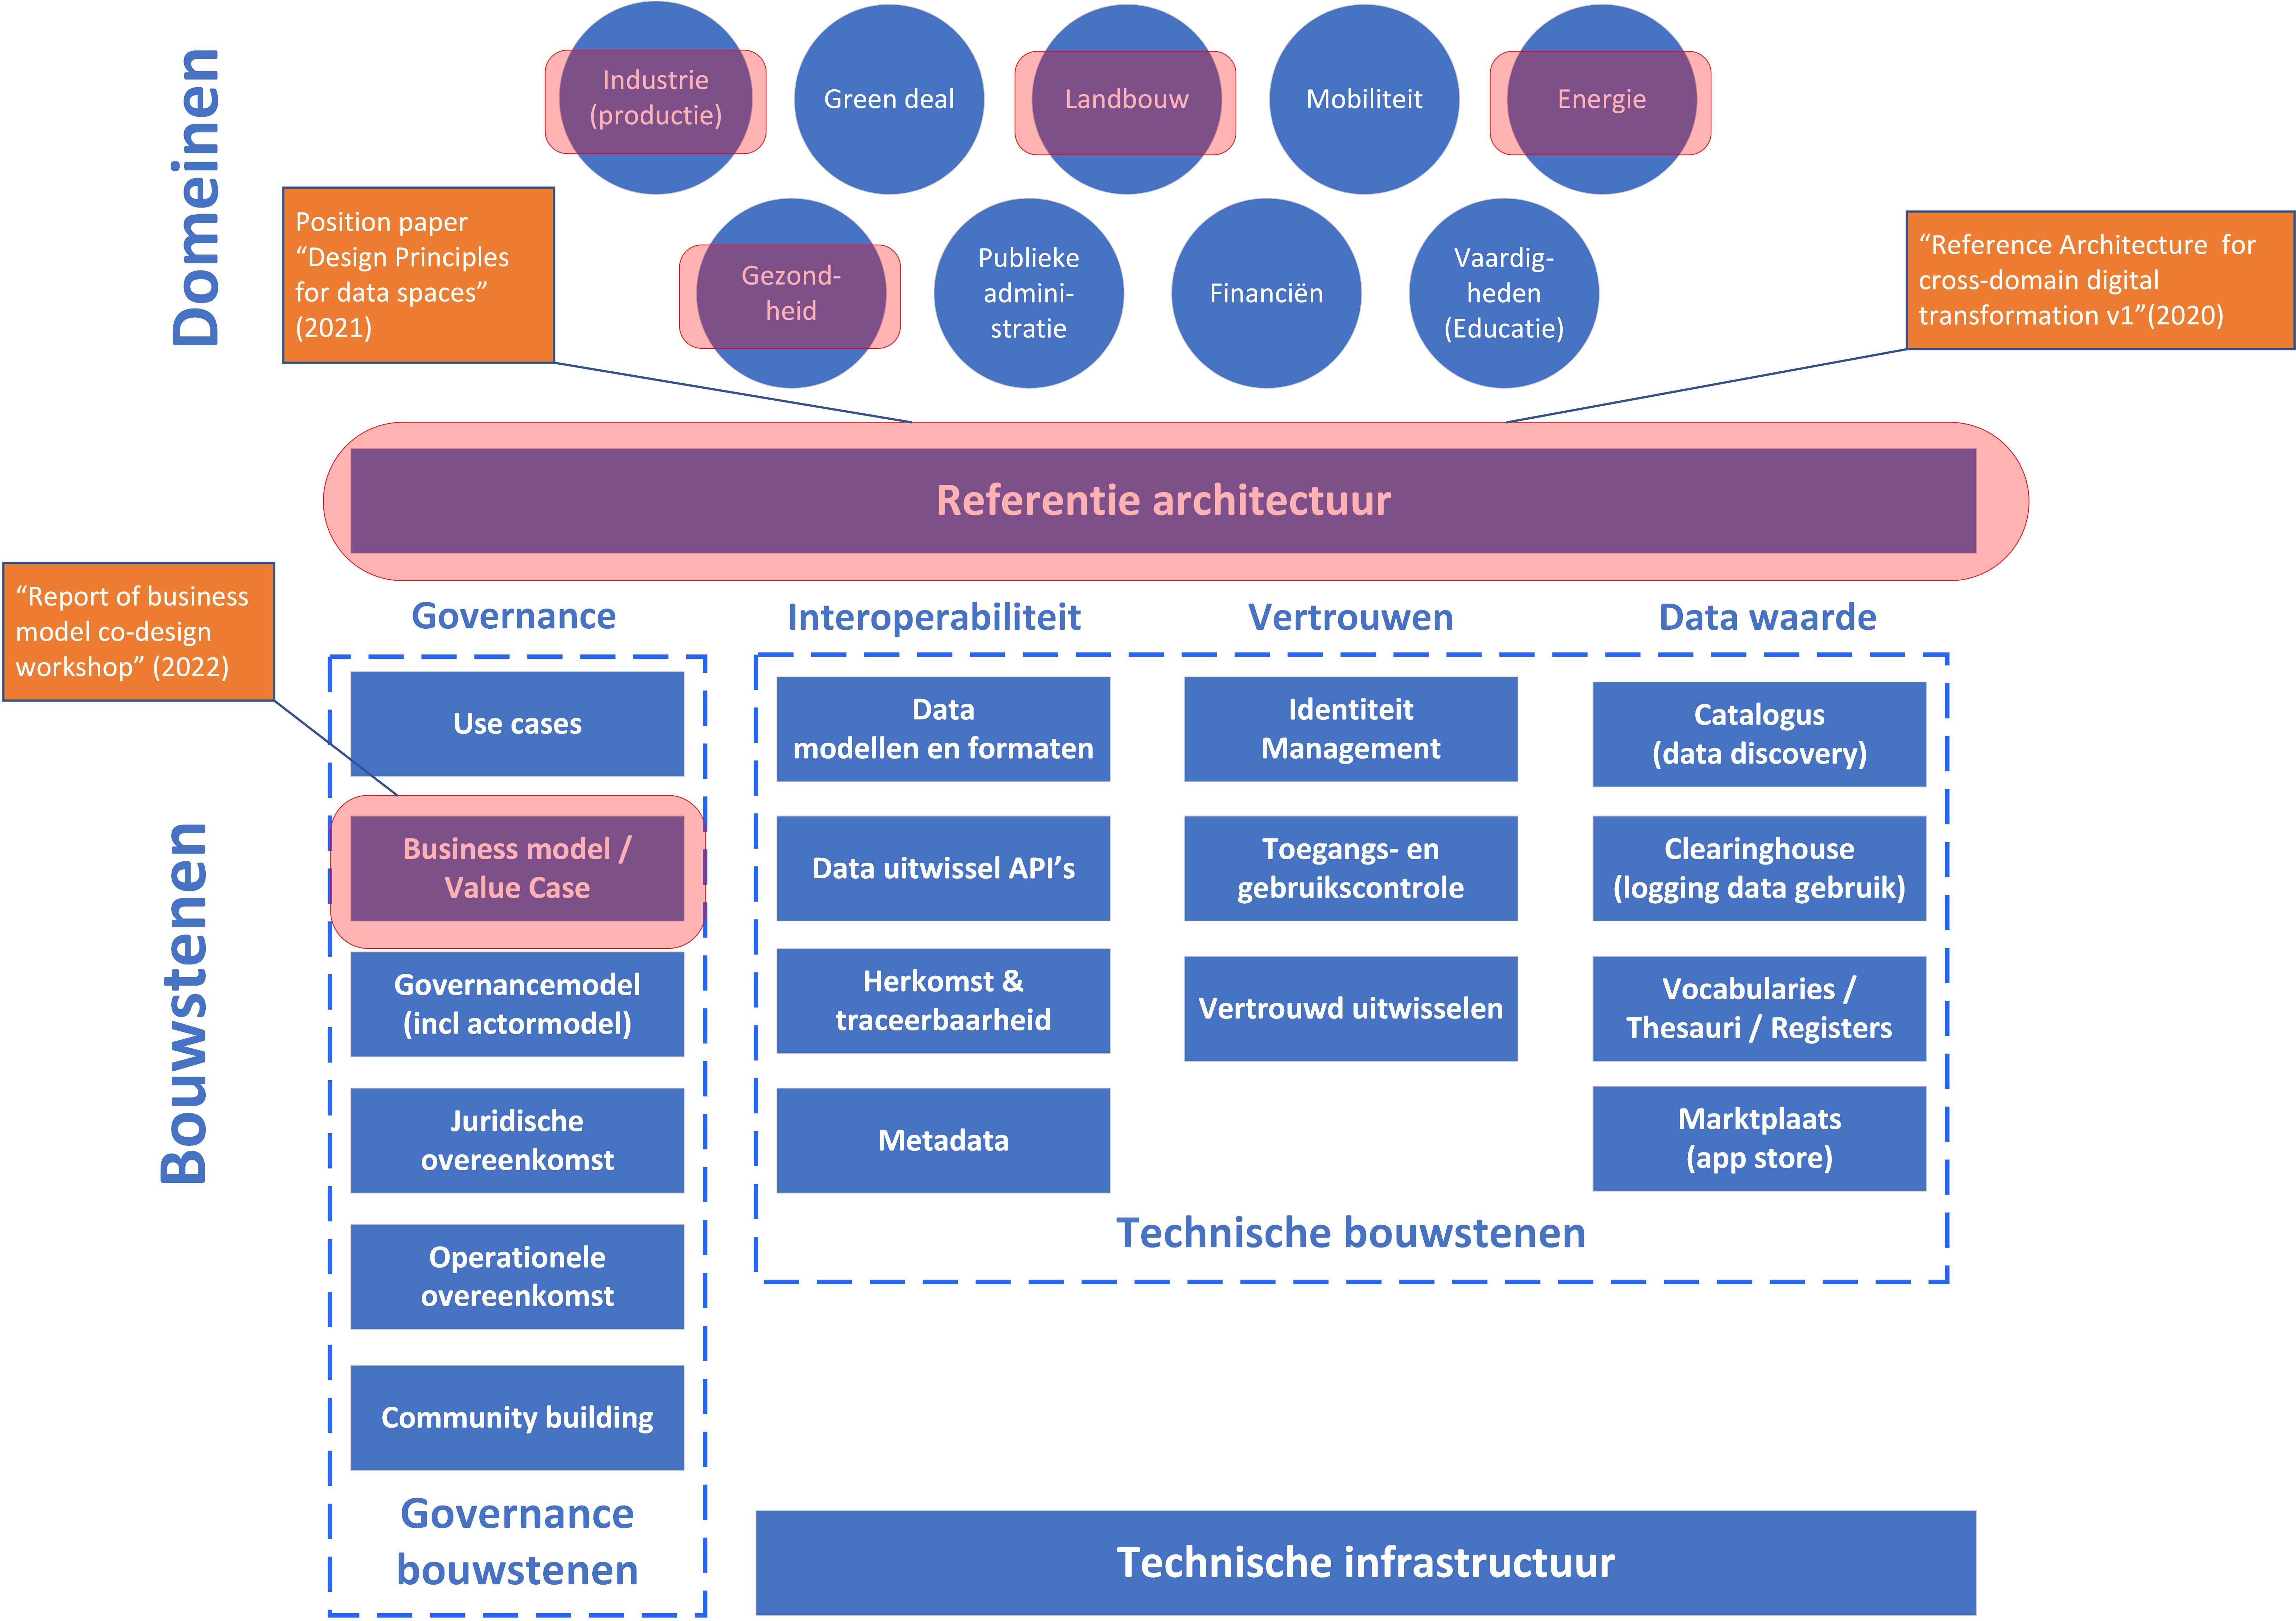 Domeinen
Industrie
(productie)
Green deal
Landbouw
Mobiliteit
Energie
Gezond-
heid
Publieke
admini-
stratie
Financiën
Vaardig-
heden
(Educatie)
Position paper
“Design Principles
for data spaces”
(2021)
“Reference Architecture  for
cross-domain digital
transformation v1”(2020)
Referentie architectuur
“Report of business
model co-design
workshop” (2022)
Bouwstenen
Governance
Use cases
Business model /
Value Case
Governancemodel
(incl actormodel)
Juridische
overeenkomst
Operationele
overeenkomst
Community building
Governance
bouwstenen
Interoperabiliteit
Data
modellen en formaten
Data uitwissel API’s
Herkomst &
traceerbaarheid
Metadata
Vertrouwen
Identiteit
Management
Toegangs- en
gebruikscontrole
Vertrouwd uitwisselen
Data waarde
Catalogus
(data discovery)
Clearinghouse
(logging data gebruik)
Vocabularies /
Thesauri / Registers
Marktplaats
(app store)
Technische bouwstenen
Technische infrastructuur